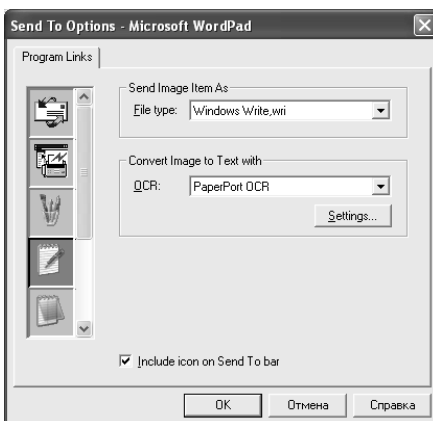 Send To Options - Microsoft WordPad
Program Links
Send Image Item As
File type: Windows Write,wri
Convert Image to Text with
OCR: PaperPort OCR
Settings...
Include icon on Send To bar
OK Отмена Справка